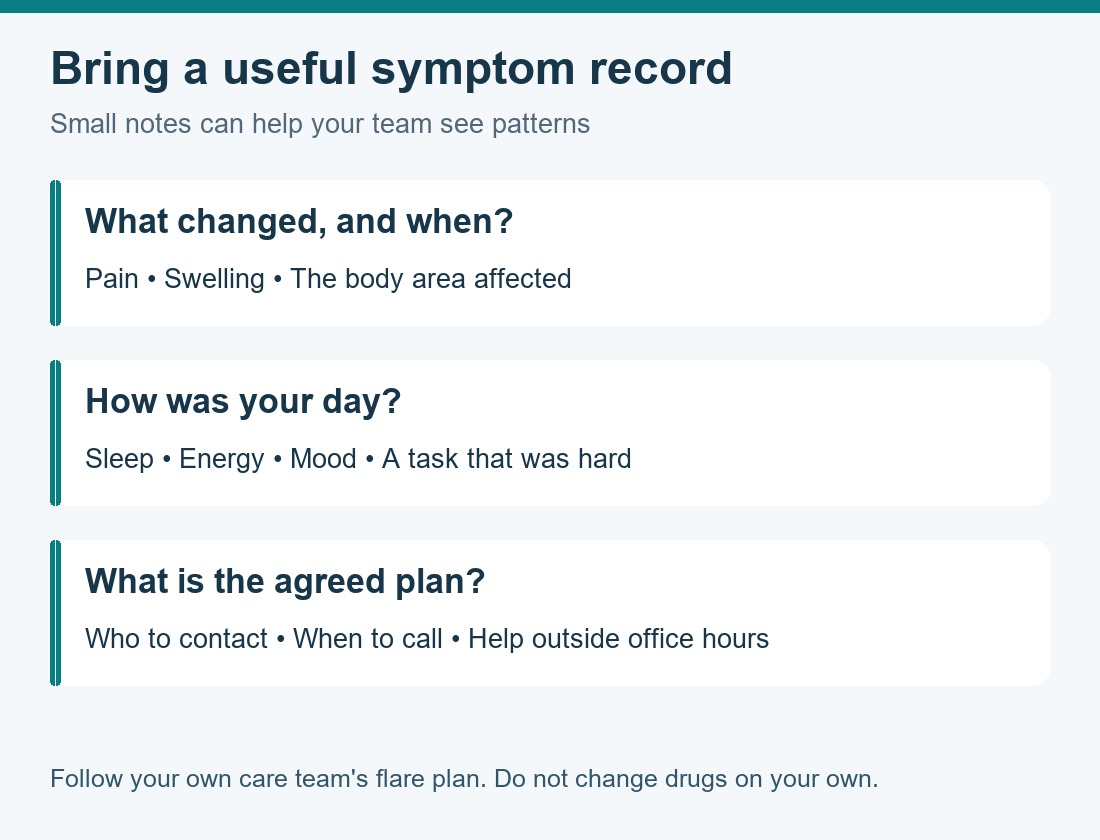 Bring a useful symptom record
Small notes can help your team see patterns
What changed, and when?
Pain • Swelling • The body area affected
How was your day?
Sleep • Energy • Mood • A task that was hard
What is the agreed plan?
Who to contact • When to call • Help outside office hours
Follow your own care team's flare plan. Do not change drugs on your own.